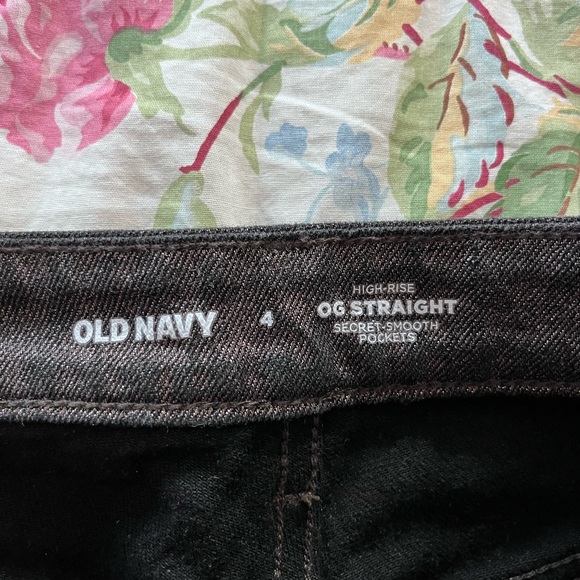 OLD NAVY
4
HIGH-RISE
OG STRAIGHT
SECRET-SMOOTH
POCKETS